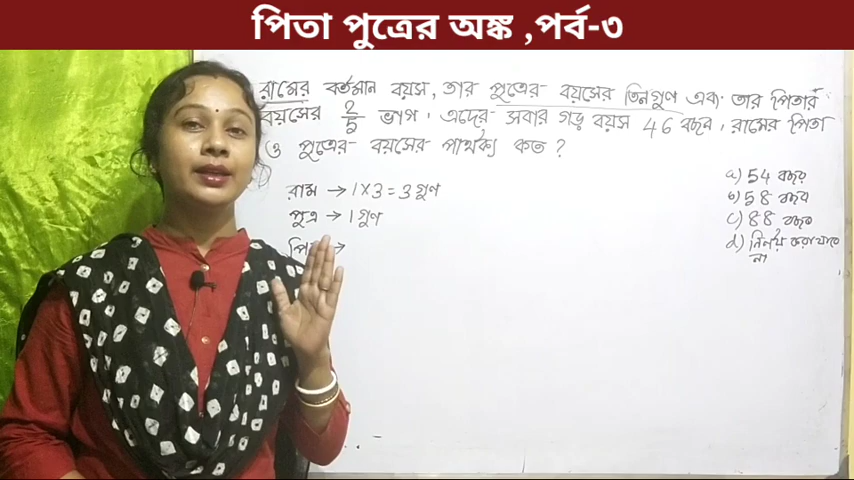 পিতা পুত্রের অঙ্ক ,পর্ব-৩
রামের বর্তমান বয়স, তার পুত্রের বয়সের তিনগুণ এবং তার পিতার
বয়সের 2/5 ভাগ। এদের সবার গড় বয়স 46 বছর, রামের পিতা
ও পুত্রের বয়সের পার্থক্য কত ?
রাম → 1×3 = 3 গুণ
পুত্র → 1 গুণ
→
a) 54 বছর
b) 58 বছর
c) 88 বছর
d) নির্ণয় করা যাবে
না